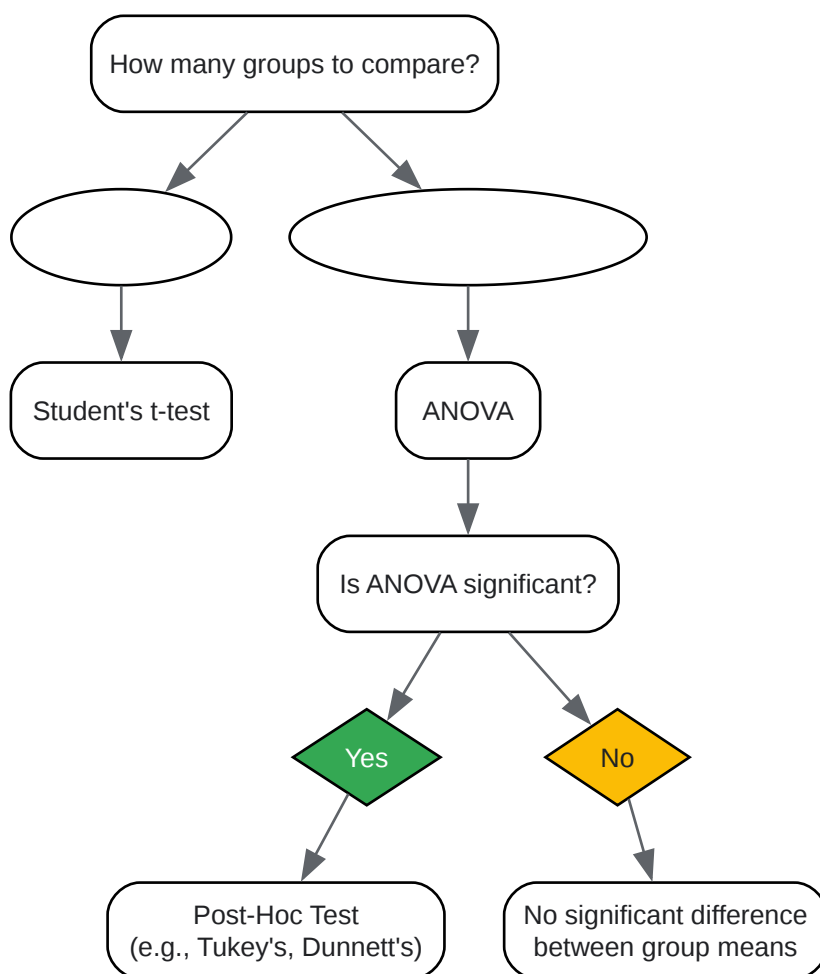 How many groups to compare?
Student's t-test
ANOVA
Is ANOVA significant?
Yes
No
Post-Hoc Test
(e.g., Tukey's, Dunnett's)
No significant difference
between group means